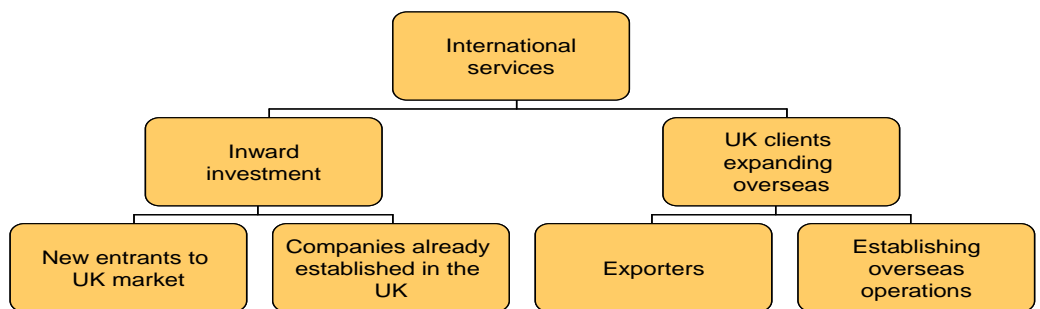 International
services
Inward
investment
UK clients
expanding
overseas
New entrants to
UK market
Companies already
established in the
UK
Exporters
Establishing
overseas
operations